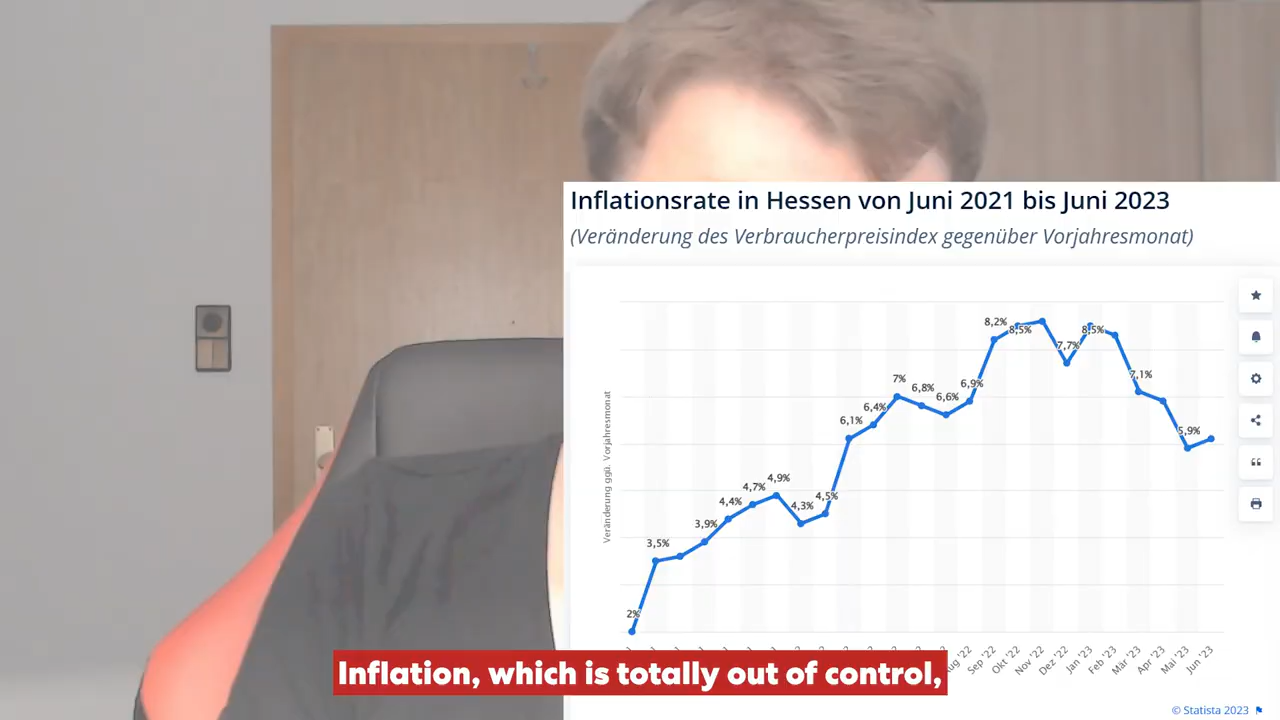 Inflationsrate in Hessen von Juni 2021 bis Juni 2023
(Veränderung des Verbraucherpreisindex gegenüber Vorjahresmonat)
Veränderung ggü. Vorjahresmonat
2%
3,5%
3,9%
4,4%
4,7%
4,9%
4,3%
4,5%
6,1%
6,4%
7%
6,8%
6,6%
6,9%
8,2%
8,5%
7,7%
8,5%
7,1%
5,9%
Sep '22
Okt '22
Nov '22
Dez '22
Jan '23
Feb '23
Mär '23
Apr '23
Mai '23
Jun '23
Inflation, which is totally out of control,
© Statista 2023